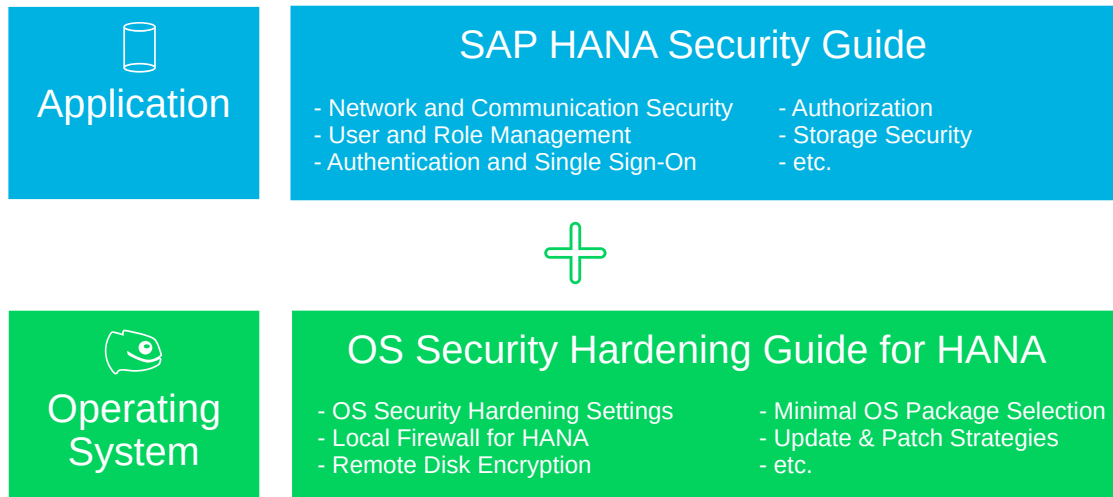 Application
SAP HANA Security Guide
- Network and Communication Security
- User and Role Management
- Authentication and Single Sign-On
- Authorization
- Storage Security
- etc.
Operating
System
OS Security Hardening Guide for HANA
- OS Security Hardening Settings
- Local Firewall for HANA
- Remote Disk Encryption
- Minimal OS Package Selection
- Update & Patch Strategies
- etc.